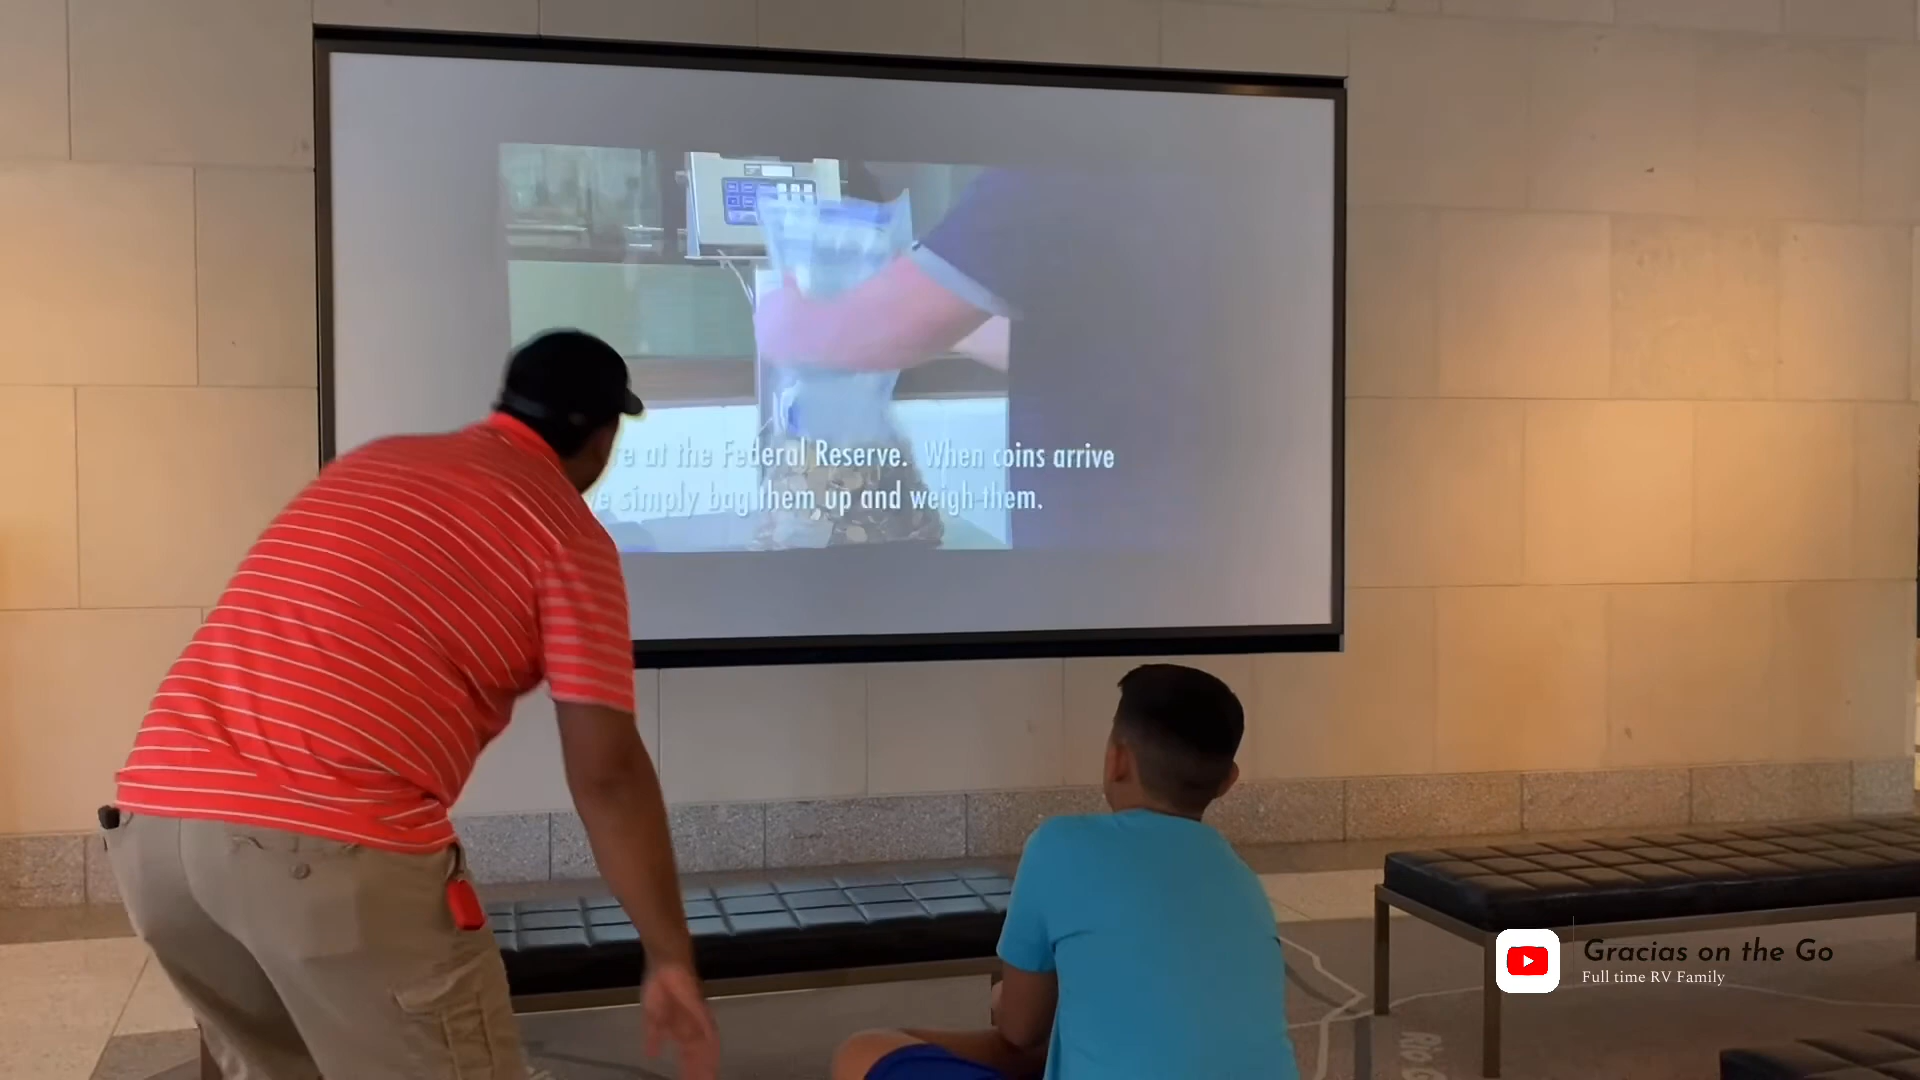 at the Federal Reserve. When coins arrive
simply bag them up and weigh them.
Gracias on the Go
Full time RV Family